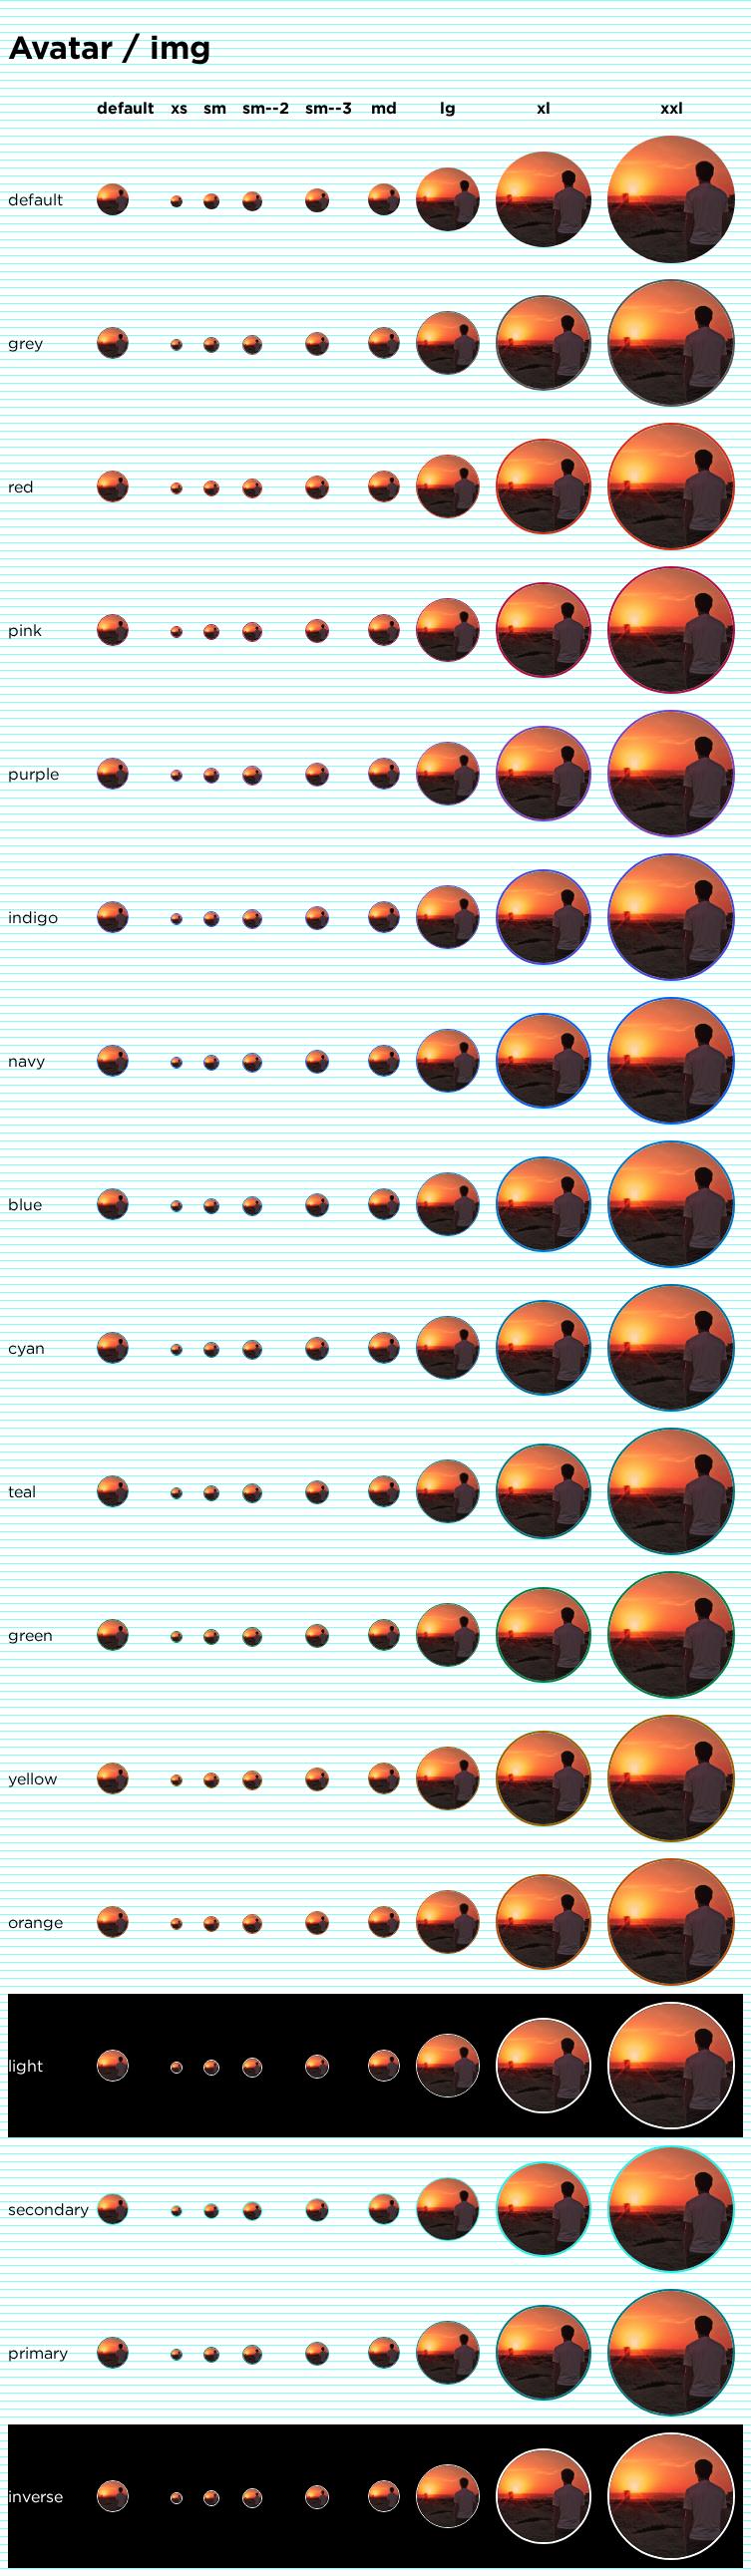 Avatar / img
default xs sm sm--2 sm--3 md lg xl xxl
default
grey
red
pink
purple
indigo
navy
blue
cyan
teal
green
yellow
orange
light
secondary
primary
inverse